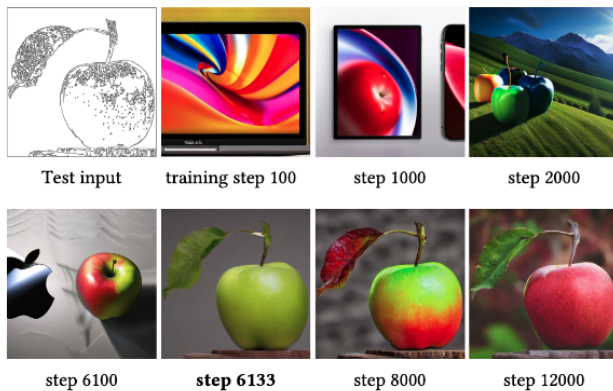 Test input
training step 100
step 1000
step 2000
step 6100
step 6133
step 8000
step 12000